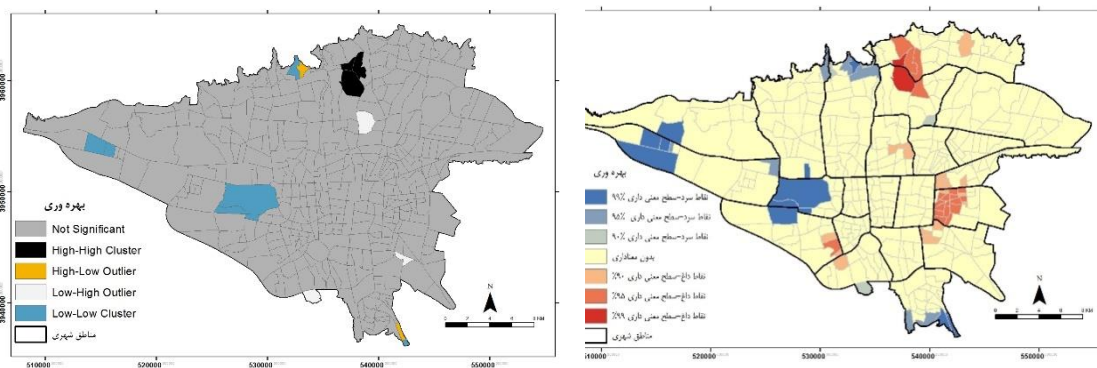 3960000
3950000
3940000
بهره وری
Not Significant
High-High Cluster
High-Low Outlier
Low-High Outlier
Low-Low Cluster
مناطق شهری
N
510000 520000 530000 540000 550000
بهره وری
نقاط سرد-سطح معنی داری ۹۹٪
نقاط سرد-سطح معنی داری ۹۵٪
نقاط سرد-سطح معنی داری ۹۰٪
بدون معناداری
نقاط داغ-سطح معنی داری ۹۰٪
نقاط داغ-سطح معنی داری ۹۵٪
نقاط داغ-سطح معنی داری ۹۹٪
مناطق شهری
N
510000 520000 530000 540000 550000